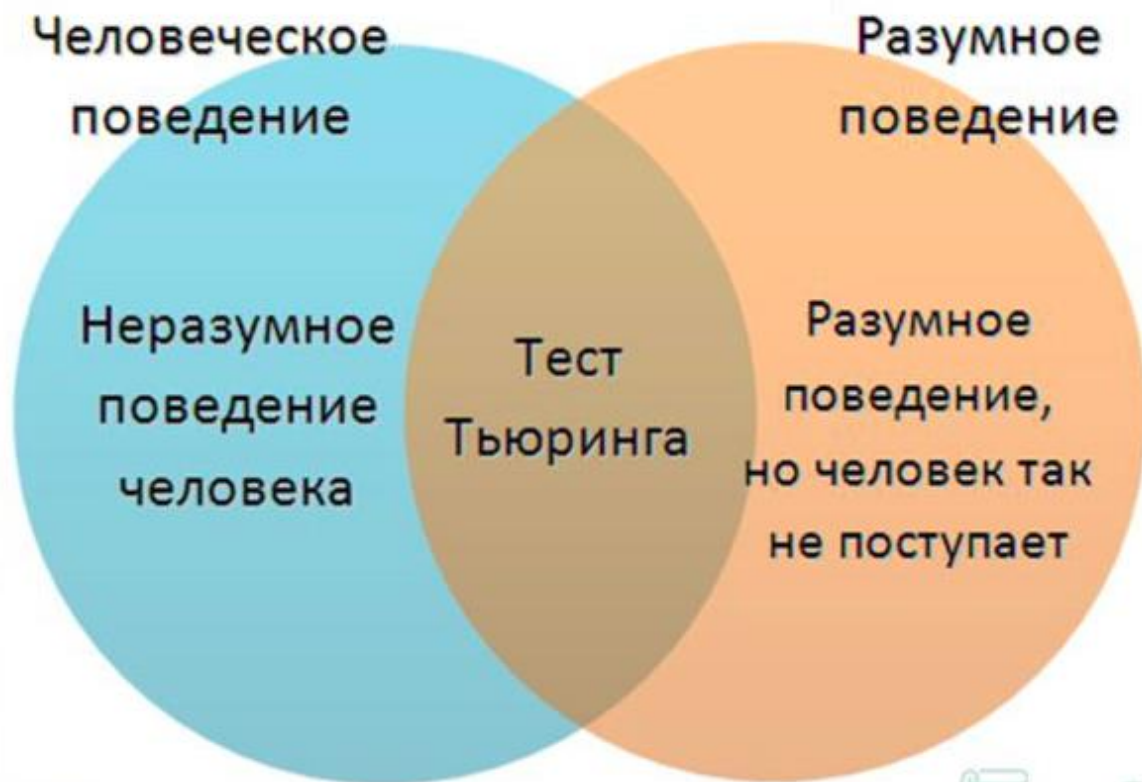 Человеческое
поведение
Разумное
поведение
Неразумное
поведение
человека
Тест
Тьюринга
Разумное
поведение,
но человек так
не поступает